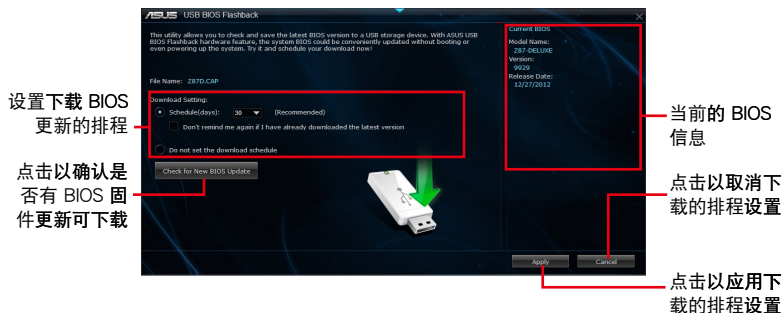 ASUS USB BIOS Flashback
This utility allows you to check and save the latest BIOS version to a USB storage device. With ASUS USB
BIOS Flashback hardware feature, the system BIOS could be conveniently updated without booting or
even powering up the system. Try it and schedule your download now!
File Name: Z87D.CAP
Download Setting:
Schedule(days): 30 (Recommended)
Don't remind me again if I have already downloaded the latest version
Do not set the download schedule
Check for New BIOS Update
Current BIOS
Model Name:
Z87-DELUXE
Version:
9929
Release Date:
12/27/2012
Apply
Cancel
设置下载 BIOS
更新的排程
点击以确认是
否有 BIOS 固
件更新可下载
当前的 BIOS
信息
点击以取消下
载的排程设置
点击以应用下
载的排程设置